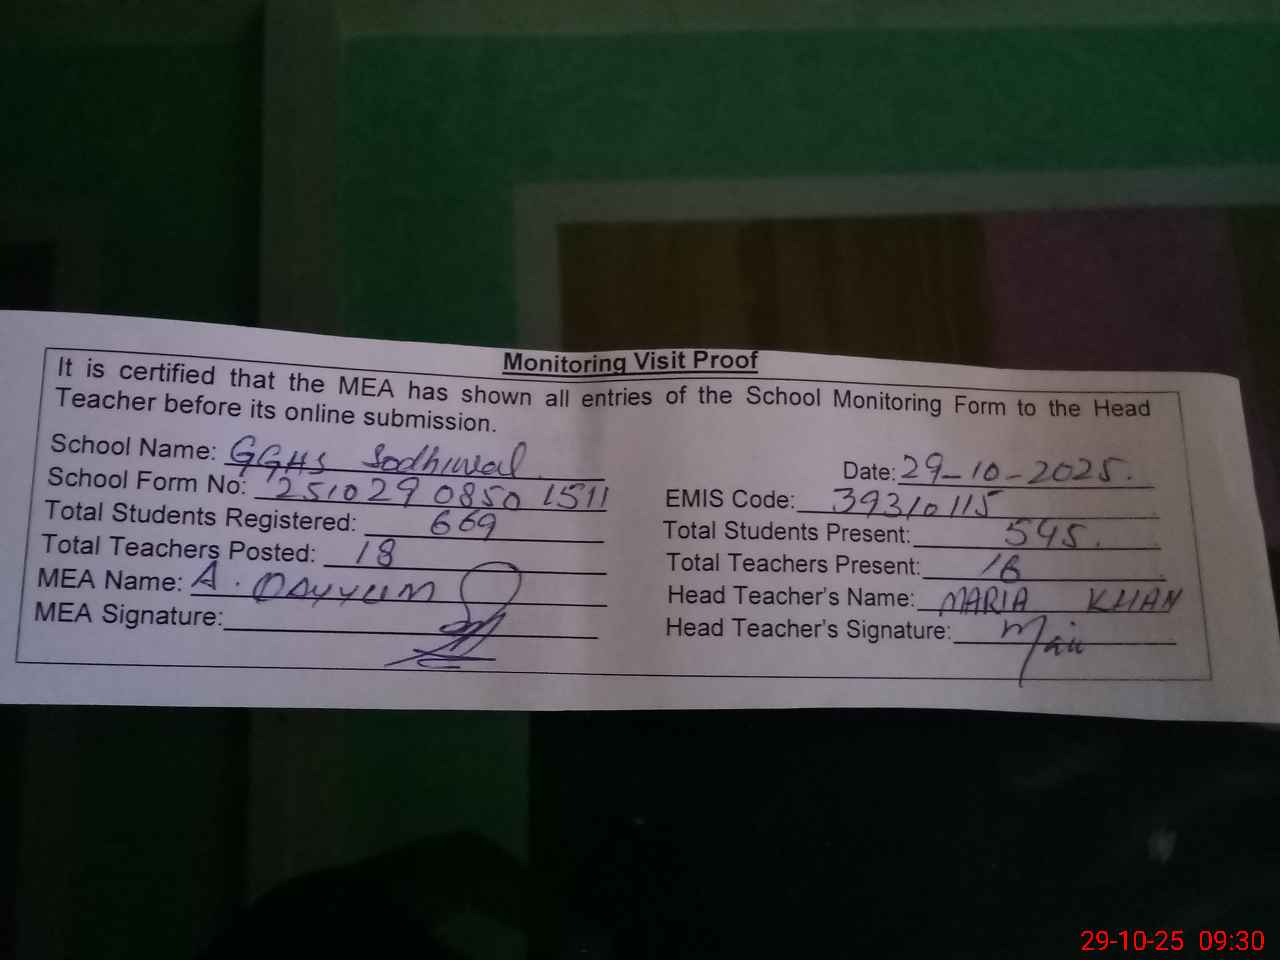 Monitoring Visit Proof
It is certified that the MEA has shown all entries of the School Monitoring Form to the Head
Teacher before its online submission.
School Name: GGHS Sodhiwal
Date: 29-10-2025.
School Form No: 2510290850 1511
EMIS Code: 39310115
Total Students Registered: 669
Total Students Present: 545.
Total Teachers Posted: 18
Total Teachers Present:
MEA Name: A. QAYYUM
Head Teacher's Name: MARIA KHAN
MEA Signature:
Head Teacher's Signature:
29-10-25 09:30